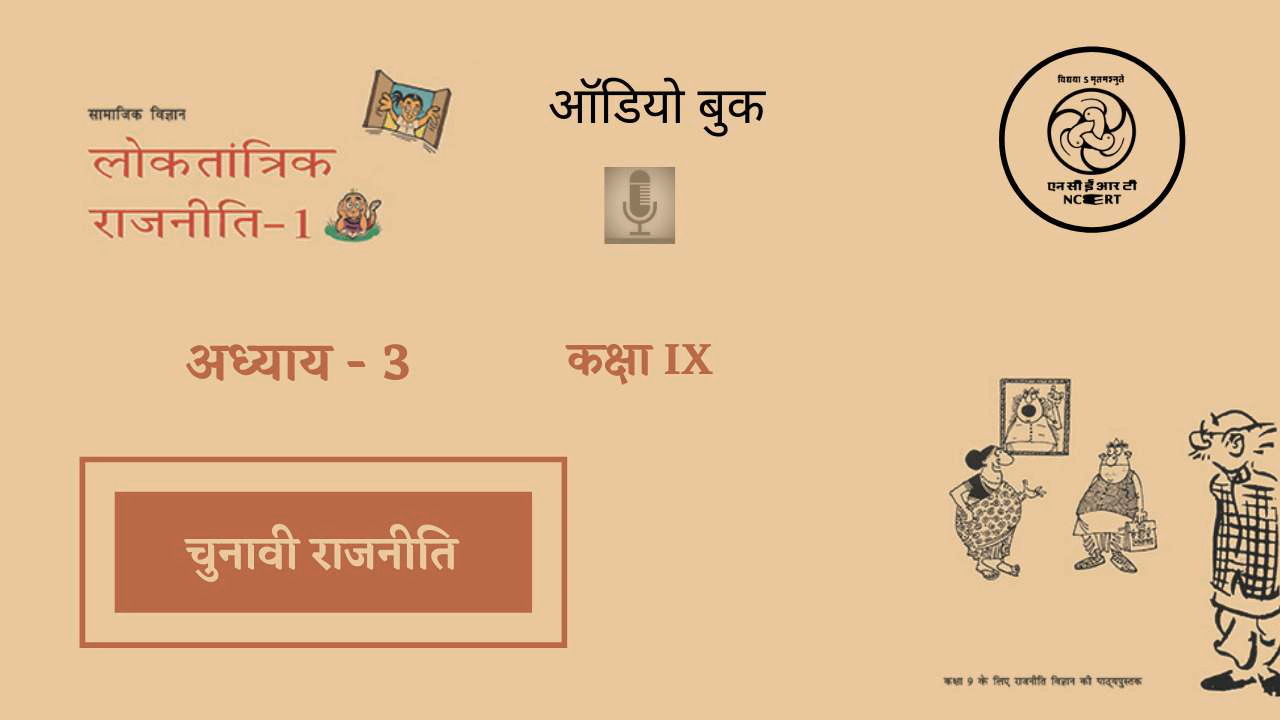 सामाजिक विज्ञान
लोकतांत्रिक
राजनीति-1
ऑडियो बुक
विद्यया ऽ मृतमश्नुते
एन सी ई आर टी
NCERT
अध्याय - 3
कक्षा IX
चुनावी राजनीति
कक्षा 9 के लिए राजनीति विज्ञान की पाठ्यपुस्तक